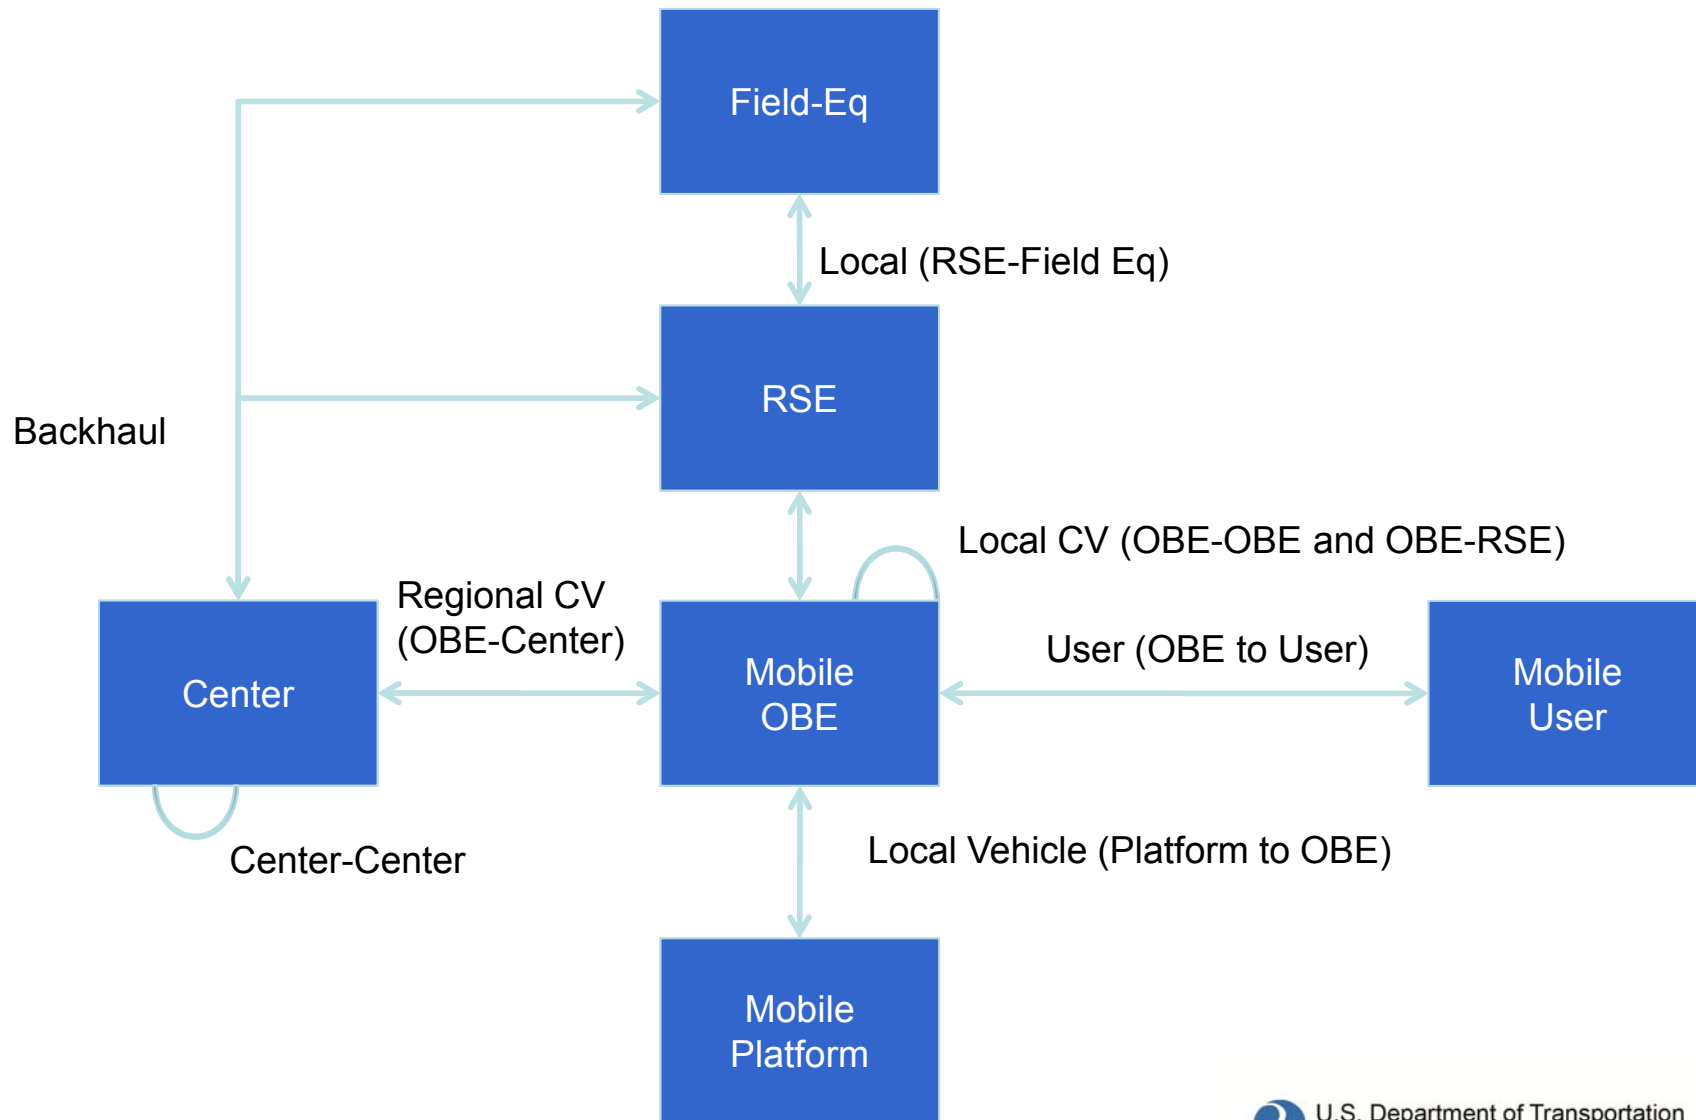 Field-Eq
Local (RSE-Field Eq)
RSE
Backhaul
Local CV (OBE-OBE and OBE-RSE)
Regional CV
(OBE-Center)
User (OBE to User)
Center
Mobile
OBE
Mobile
User
Center-Center
Local Vehicle (Platform to OBE)
Mobile
Platform
U.S. Department of Transportation